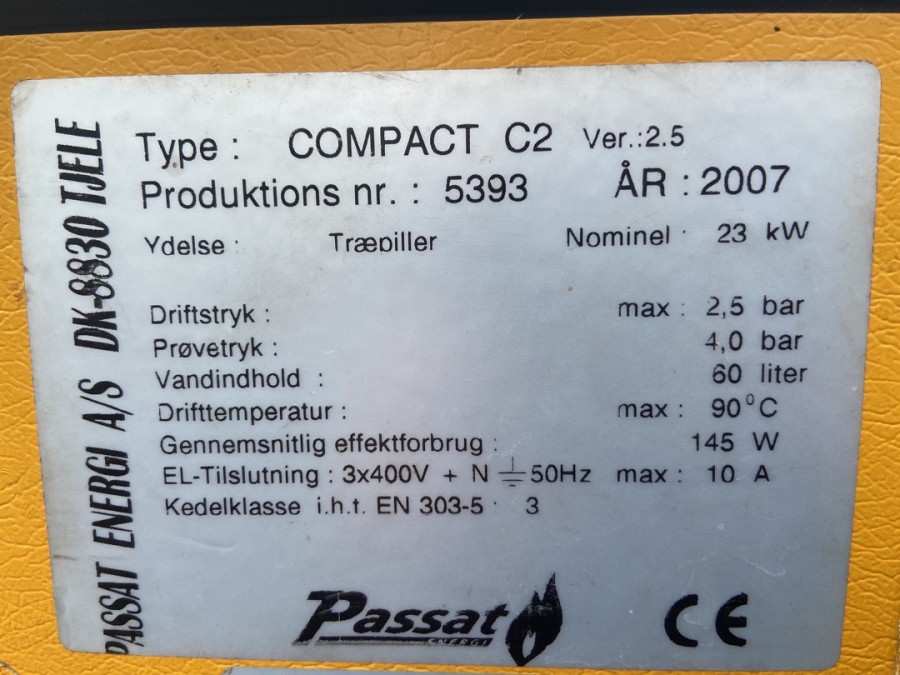 PASSAT ENERGI A/S DK-8830 TJELE
Type : COMPACT C2 Ver.:2.5
Produktions nr. : 5393 ÅR : 2007
Ydelse : Træpiller Nominel : 23 kW
Driftstryk : max : 2,5 bar
Prøvetryk : 4,0 bar
Vandindhold : 60 liter
Drifttemperatur : max : 90°C
Gennemsnitlig effektforbrug : 145 W
EL-Tilslutning : 3x400V + N ⏚ 50Hz max : 10 A
Kedelklasse i.h.t. EN 303-5 : 3
Passat
ENERGI
CE